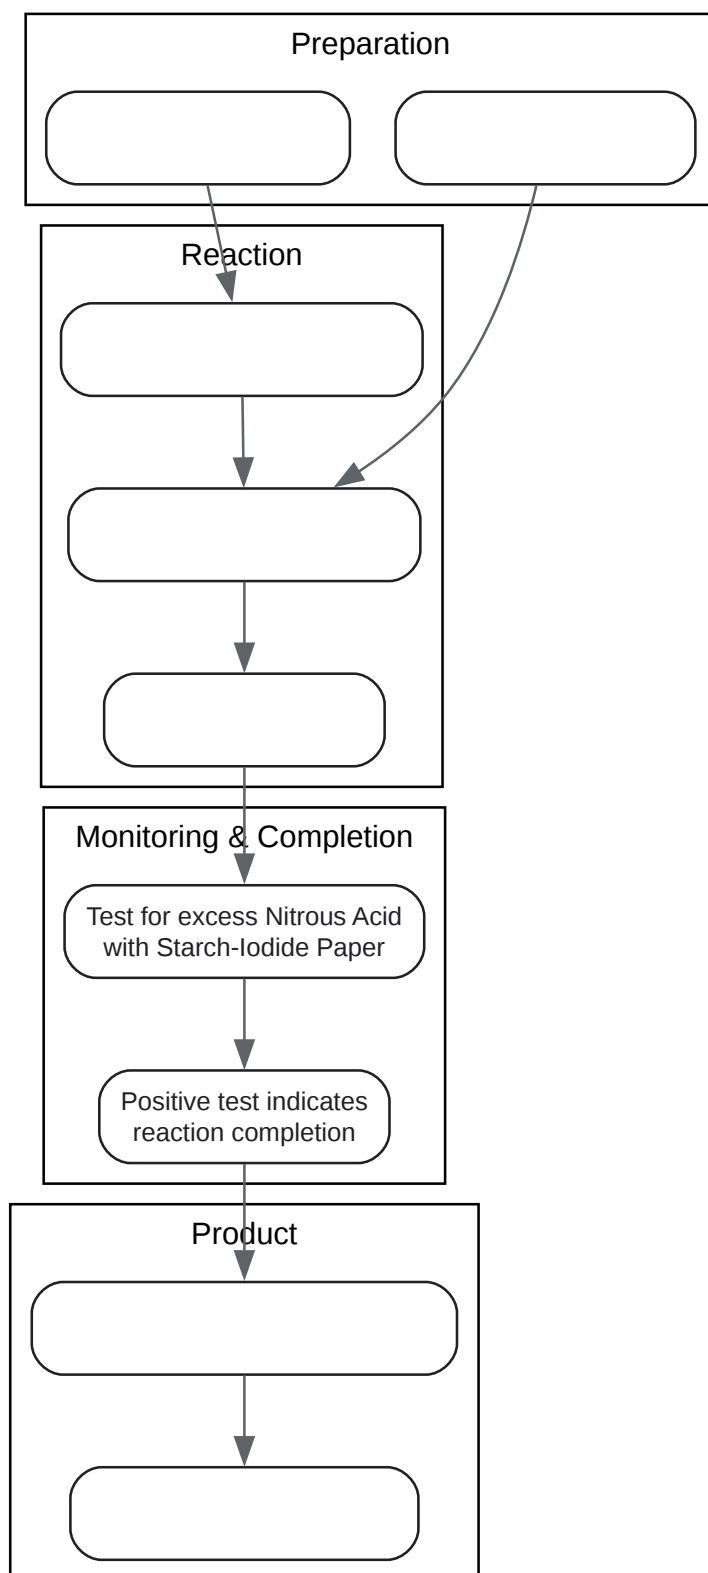 Preparation
Reaction
Monitoring & Completion
Test for excess Nitrous Acid
with Starch-Iodide Paper
Positive test indicates
reaction completion
Product